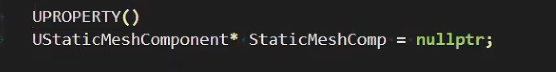 UPROPERTY()
UStaticMeshComponent* StaticMeshComp = nullptr;